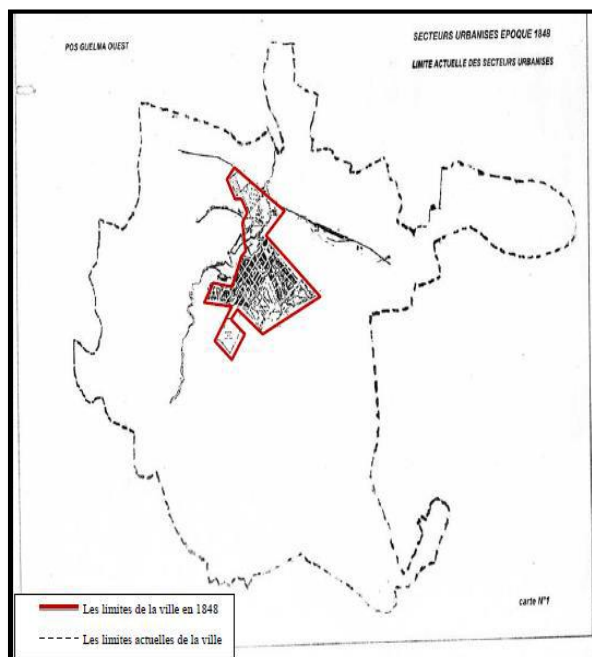 POS GUELMA OUEST
SECTEURS URBANISES EPOQUE 1848
LIMITE ACTUELLE DES SECTEURS URBANISES
carte N°1
Les limites de la ville en 1848
Les limites actuelles de la ville